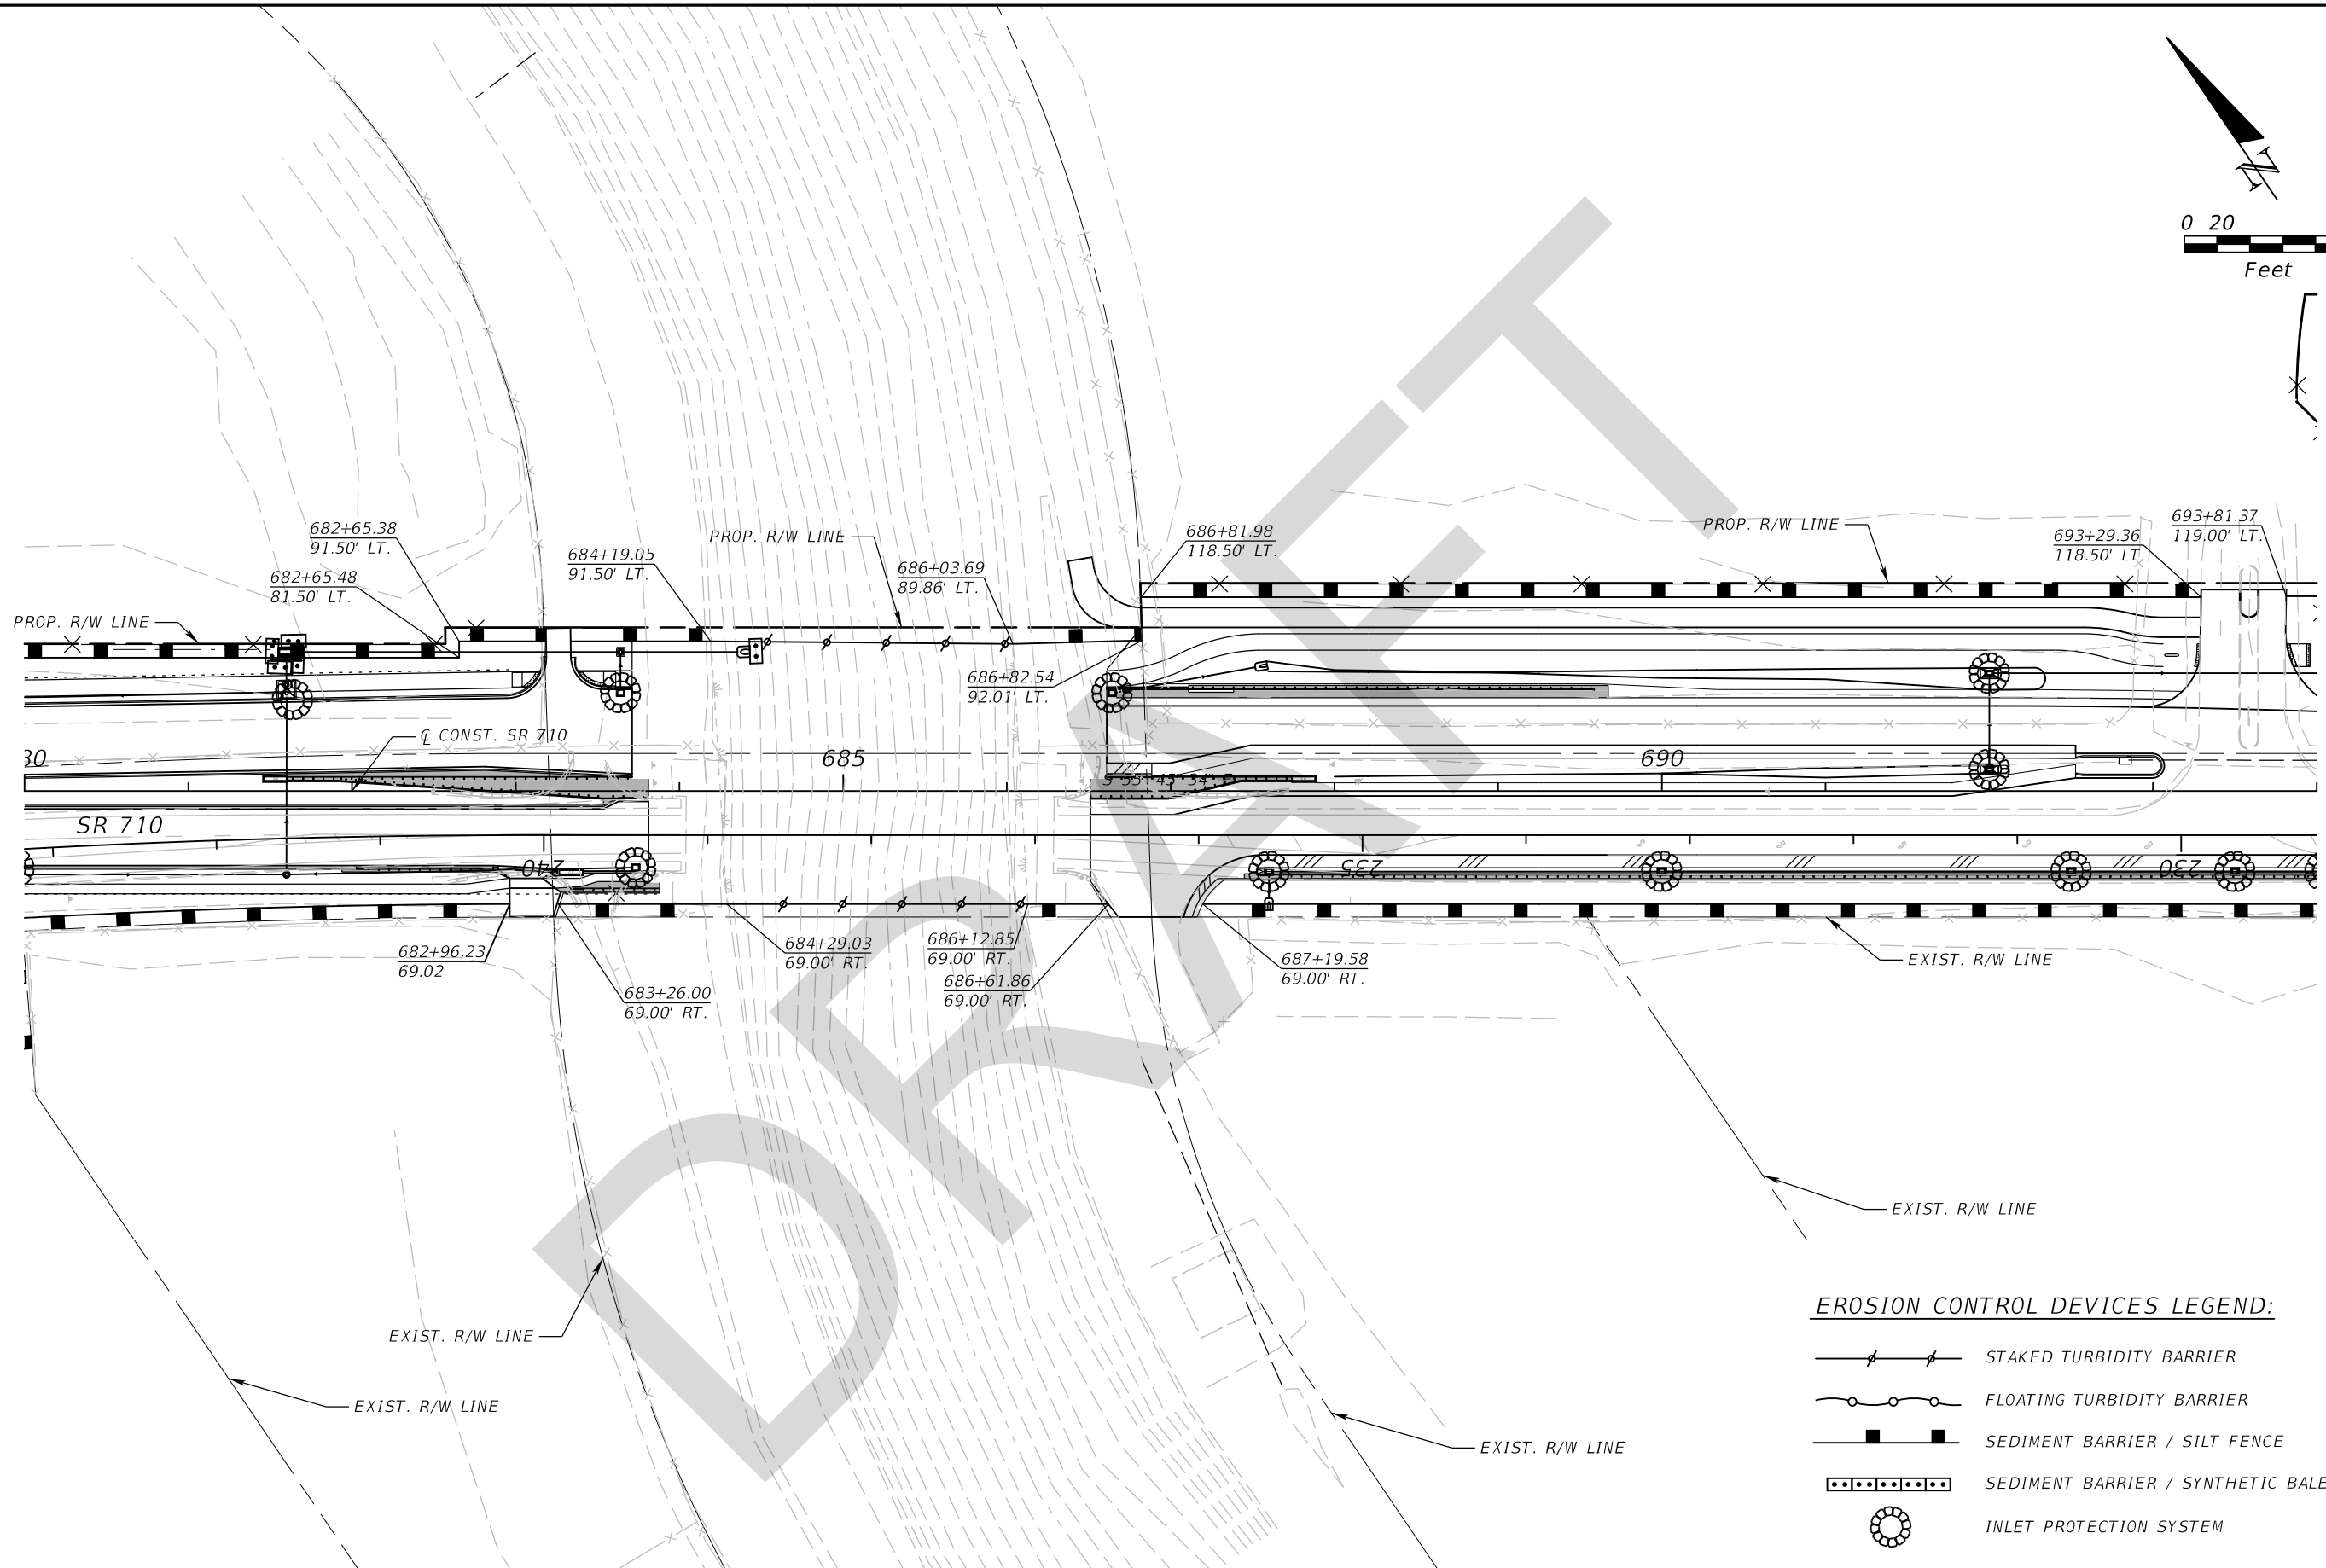 N
0 20
Feet
682+65.38
91.50' LT.
682+65.48
81.50' LT.
PROP. R/W LINE
684+19.05
91.50' LT.
PROP. R/W LINE
686+03.69
89.86' LT.
686+81.98
118.50' LT.
686+82.54
92.01' LT.
PROP. R/W LINE
693+29.36
118.50' LT.
693+81.37
119.00' LT.
℄ CONST. SR 710
80
685
690
S 55° 45' 34" E
SR 710
240
235
230
682+96.23
69.02
683+26.00
69.00' RT.
684+29.03
69.00' RT.
686+12.85
69.00' RT.
686+61.86
69.00' RT.
687+19.58
69.00' RT.
EXIST. R/W LINE
EXIST. R/W LINE
EXIST. R/W LINE
EXIST. R/W LINE
EXIST. R/W LINE
DRAFT
EROSION CONTROL DEVICES LEGEND:
STAKED TURBIDITY BARRIER
FLOATING TURBIDITY BARRIER
SEDIMENT BARRIER / SILT FENCE
SEDIMENT BARRIER / SYNTHETIC BALE
INLET PROTECTION SYSTEM